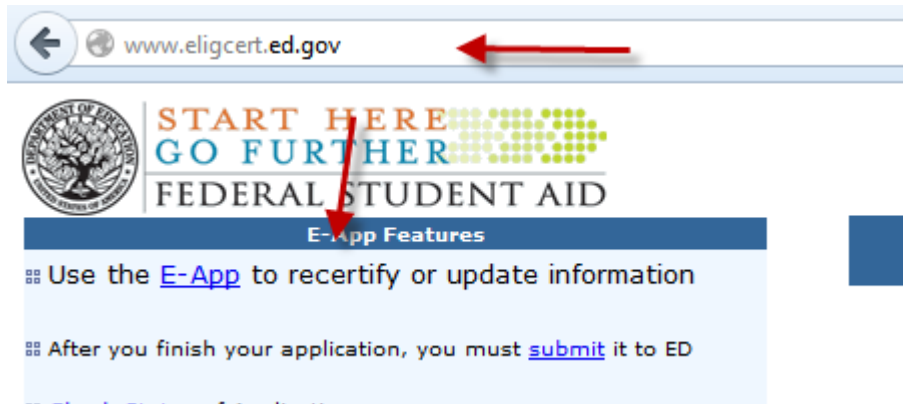 www.eligcert.ed.gov
START HERE
GO FURTHER
FEDERAL STUDENT AID
E-App Features
Use the E-App to recertify or update information
After you finish your application, you must submit it to ED